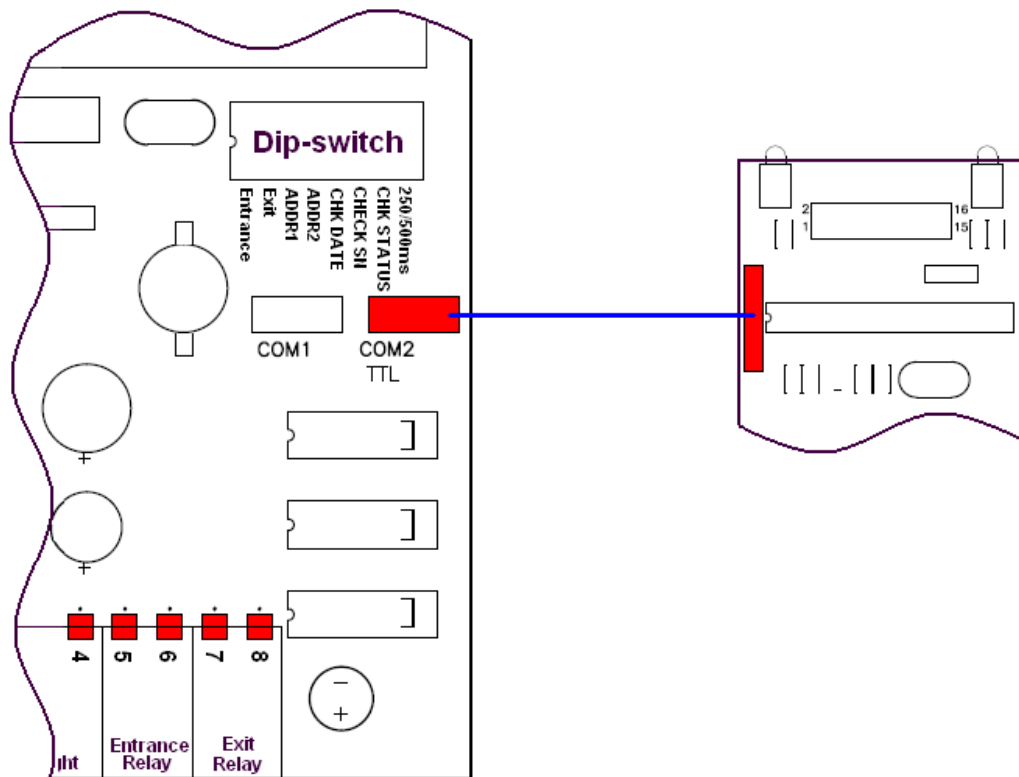 Dip-switch
Entrance
Exit
ADDR1
ADDR2
CHK DATE
CHECK SN
CHK STATUS
250/500ms
2
16
1
15
COM1
COM2
TTL
4
5
6
7
8
Entrance
Relay
Exit
Relay
ght